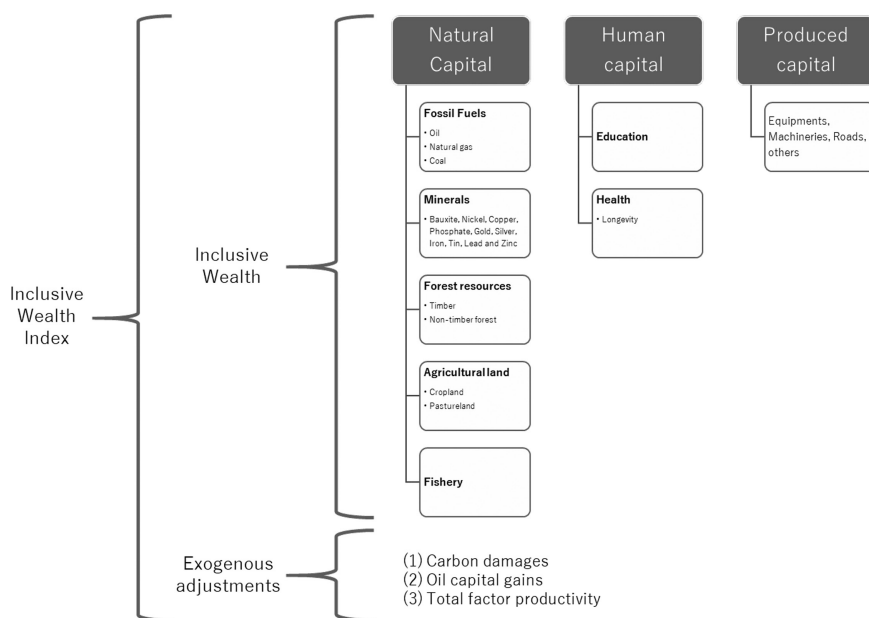 Inclusive
Wealth
Index
Inclusive
Wealth
Natural
Capital
Fossil Fuels
• Oil
• Natural gas
• Coal
Minerals
• Bauxite, Nickel, Copper,
Phosphate, Gold, Silver,
Iron, Tin, Lead and Zinc
Forest resources
• Timber
• Non-timber forest
Agricultural land
• Cropland
• Pastureland
Fishery
Human
capital
Education
Health
• Longevity
Produced
capital
Equipments,
Machineries, Roads,
others
Exogenous
adjustments
(1) Carbon damages
(2) Oil capital gains
(3) Total factor productivity